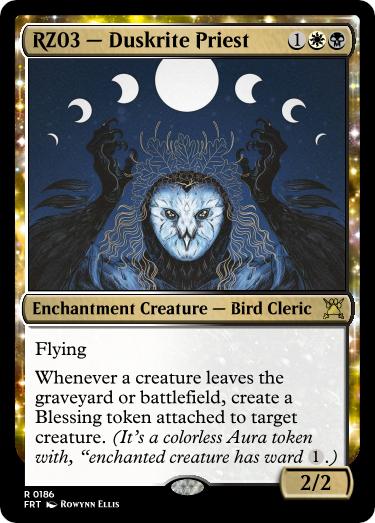 RZ03 — Duskrite Priest 1
Enchantment Creature — Bird Cleric
Flying
Whenever a creature leaves the
graveyard or battlefield, create a
Blessing token attached to target
creature. (It's a colorless Aura token
with, “enchanted creature has ward 1.)
2/2
R 0186
FRT Rowynn Ellis